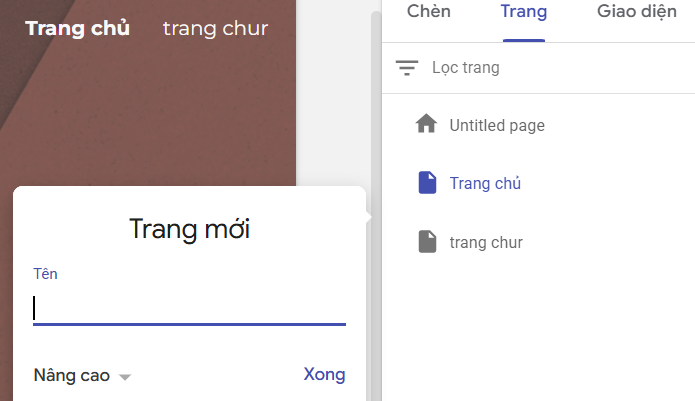 Trang chủ trang chur
Chèn Trang Giao diện
Lọc trang
Untitled page
Trang chủ
trang chur
Trang mới
Tên
Nâng cao Xong